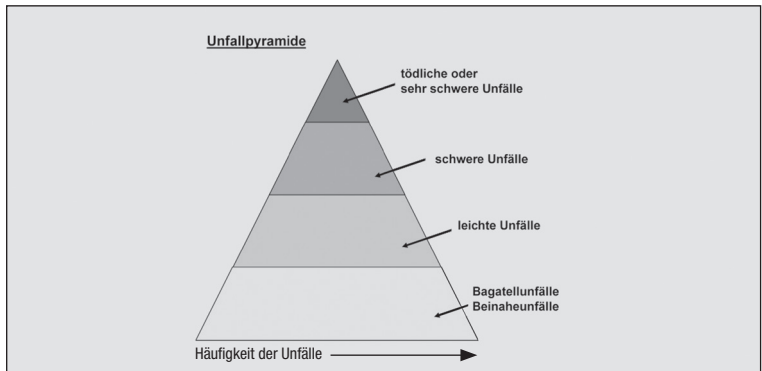 Unfallpyramide
tödliche oder
sehr schwere Unfälle
schwere Unfälle
leichte Unfälle
Bagatellunfälle
Beinaheunfälle
Häufigkeit der Unfälle